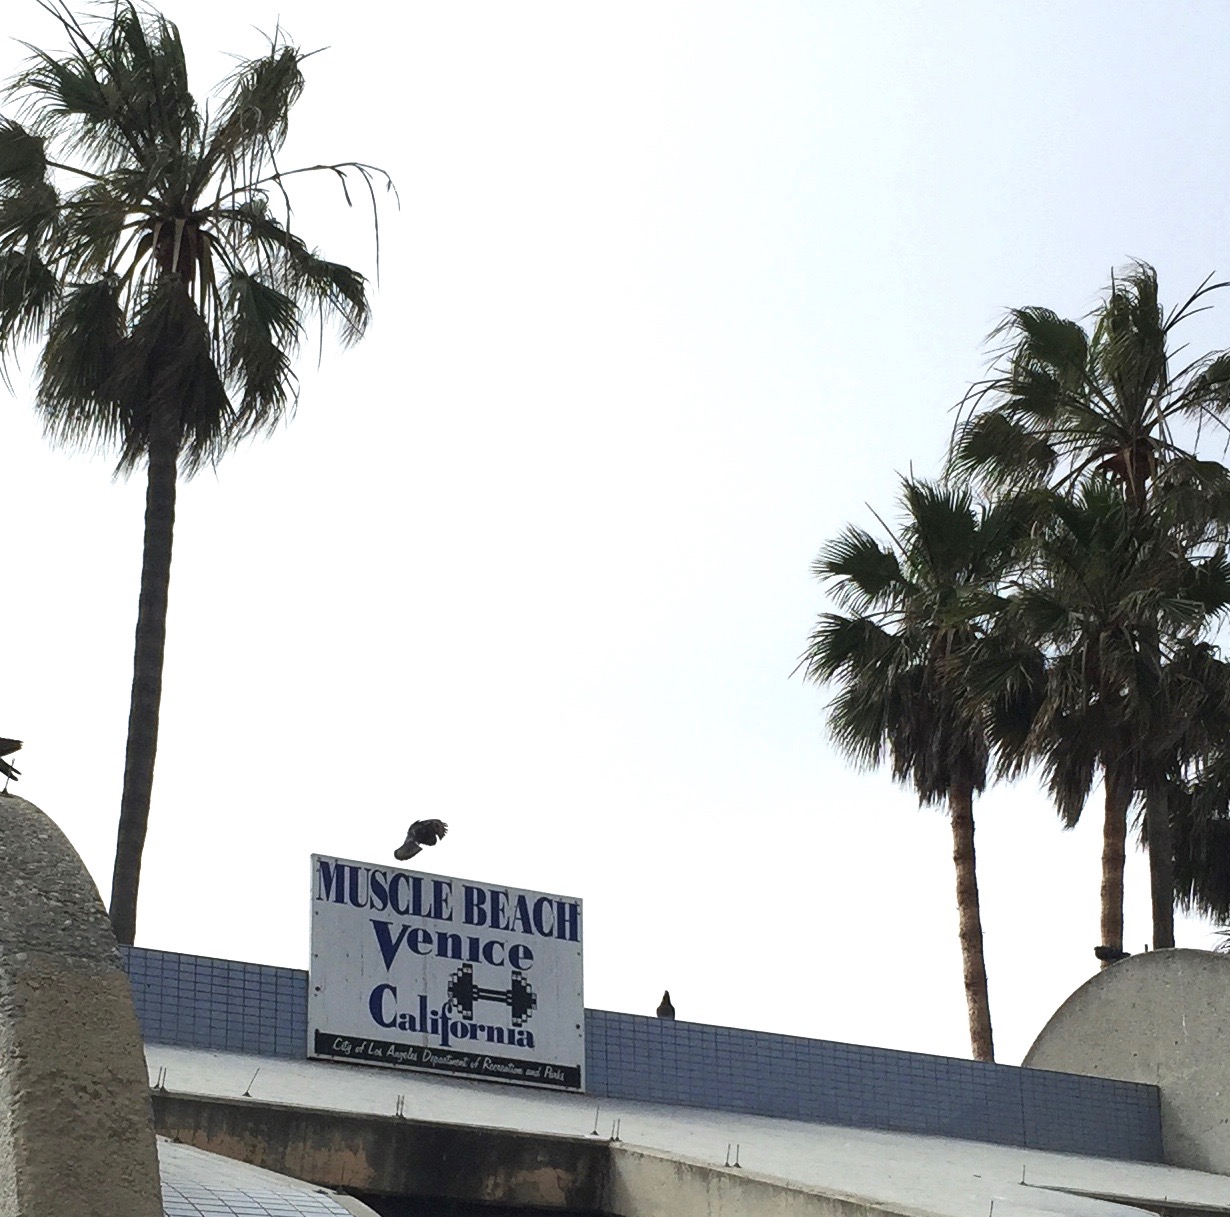 MUSCLE BEACH
Venice
California
City of Los Angeles Department of Recreation and Parks